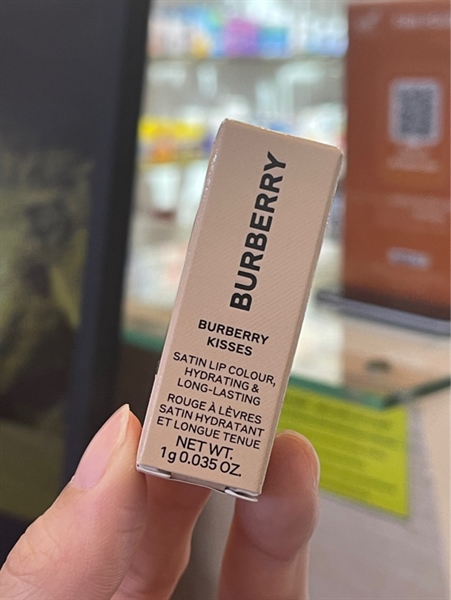 BURBERRY
BURBERRY
KISSES
SATIN LIP COLOUR,
HYDRATING &
LONG-LASTING
ROUGE À LÈVRES
SATIN HYDRATANT
ET LONGUE TENUE
NET WT.
1g 0.035 OZ.